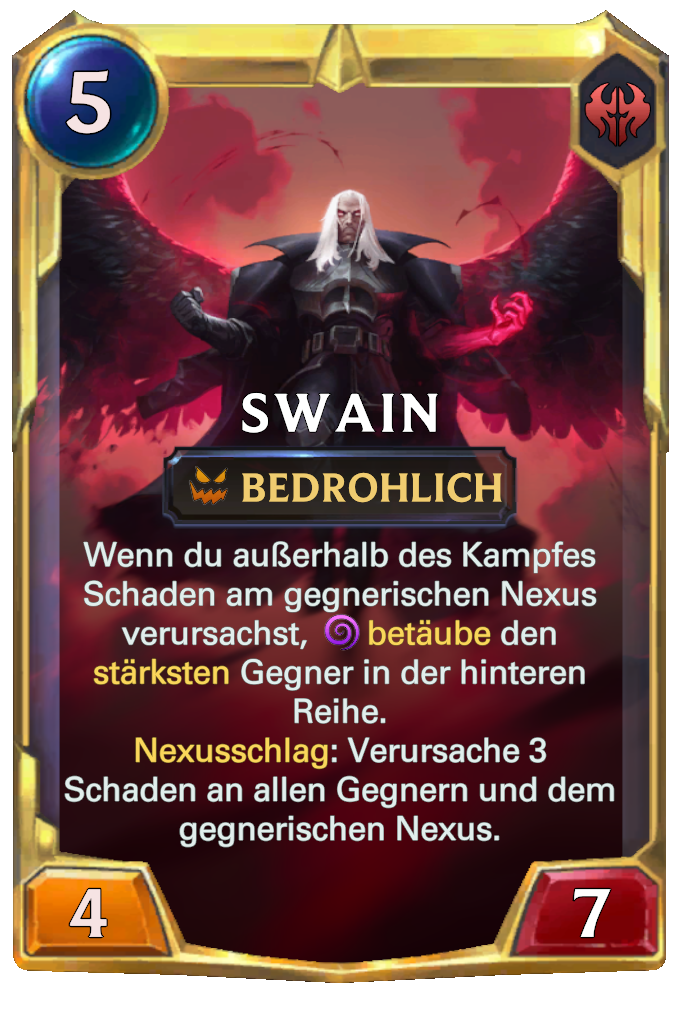 5
SWAIN
BEDROHLICH
Wenn du außerhalb des Kampfes
Schaden am gegnerischen Nexus
verursachst, betäube den
stärksten Gegner in der hinteren
Reihe.
Nexusschlag: Verursache 3
Schaden an allen Gegnern und dem
gegnerischen Nexus.
4
7